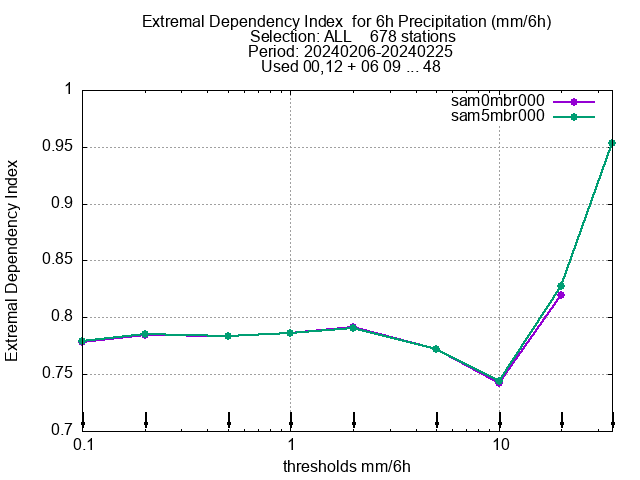 Extremal Dependency Index  for 6h Precipitation (mm/6h)
Selection: ALL    678 stations
Period: 20240206-20240225
Used 00,12 + 06 09 ... 48
sam0mbr000
sam5mbr000
1
0.95
0.9
0.85
0.8
0.75
0.7
Extremal Dependency Index
0.1
1
10
thresholds mm/6h